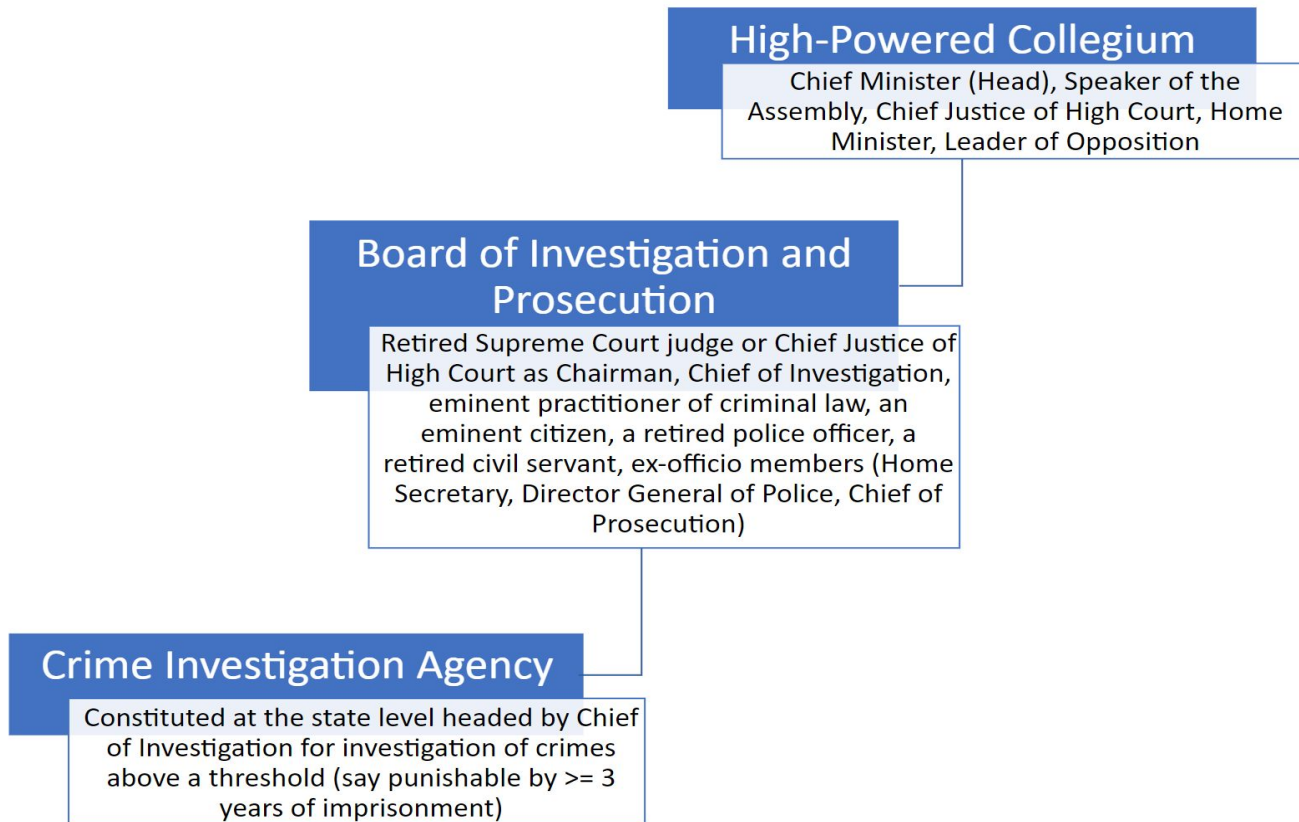 High-Powered Collegium
Chief Minister (Head), Speaker of the
Assembly, Chief Justice of High Court, Home
Minister, Leader of Opposition
Board of Investigation and
Prosecution
Retired Supreme Court judge or Chief Justice of
High Court as Chairman, Chief of Investigation,
eminent practitioner of criminal law, an
eminent citizen, a retired police officer, a
retired civil servant, ex-officio members (Home
Secretary, Director General of Police, Chief of
Prosecution)
Crime Investigation Agency
Constituted at the state level headed by Chief
of Investigation for investigation of crimes
above a threshold (say punishable by >= 3
years of imprisonment)